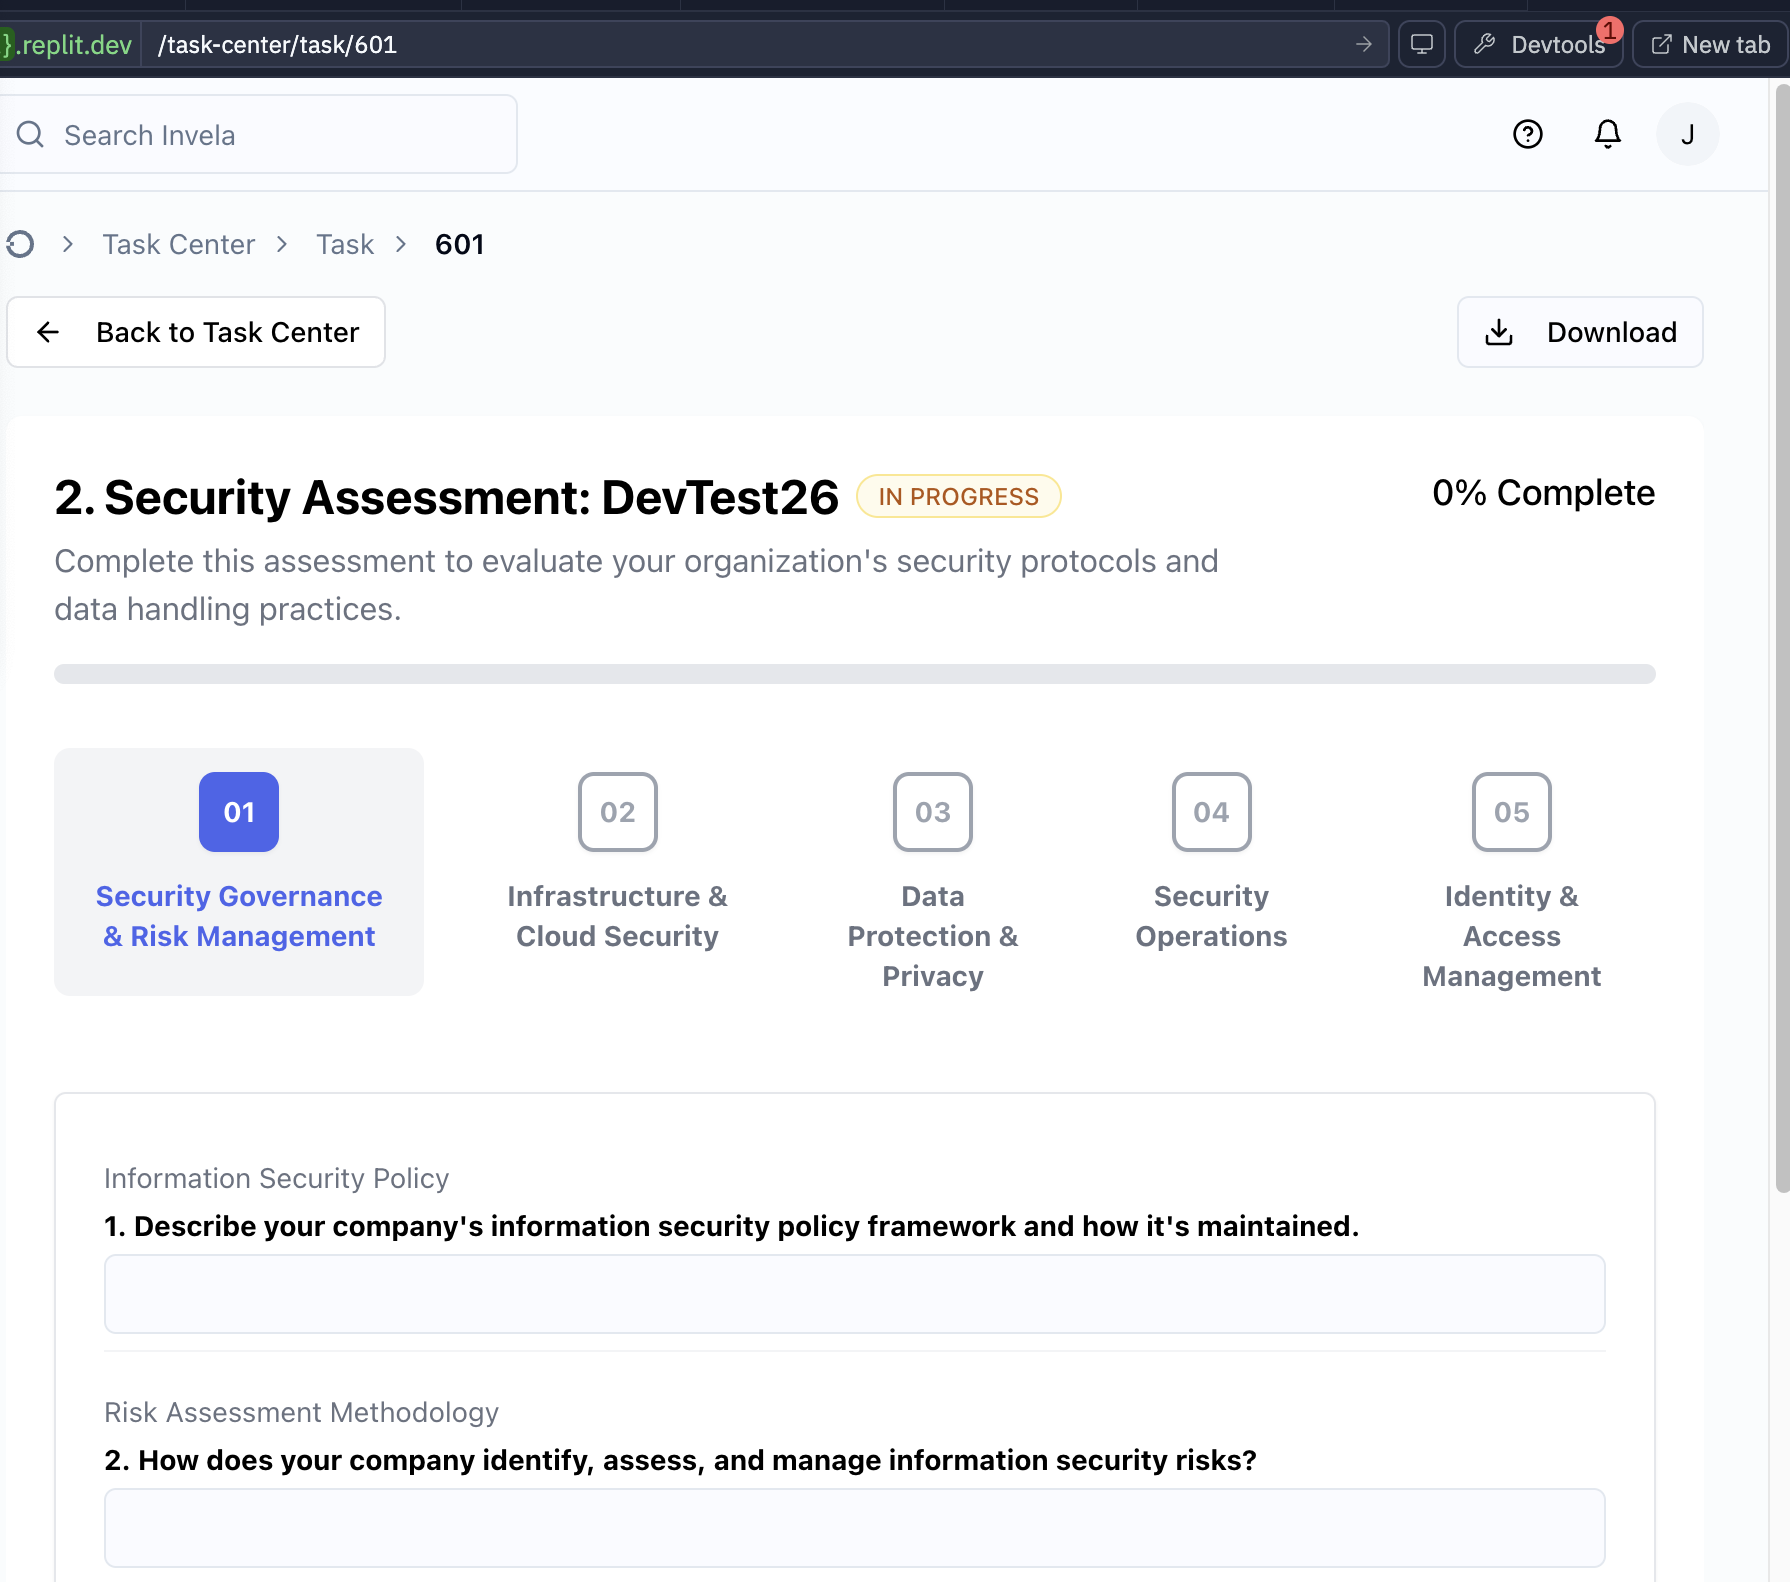 }.replit.dev /task-center/task/601 Devtools 1 New tab
Search Invela J
Task Center Task 601
Back to Task Center Download
2. Security Assessment: DevTest26 IN PROGRESS 0% Complete
Complete this assessment to evaluate your organization's security protocols and
data handling practices.
01
Security Governance
& Risk Management
02
Infrastructure &
Cloud Security
03
Data
Protection &
Privacy
04
Security
Operations
05
Identity &
Access
Management
Information Security Policy
1. Describe your company's information security policy framework and how it's maintained.
Risk Assessment Methodology
2. How does your company identify, assess, and manage information security risks?